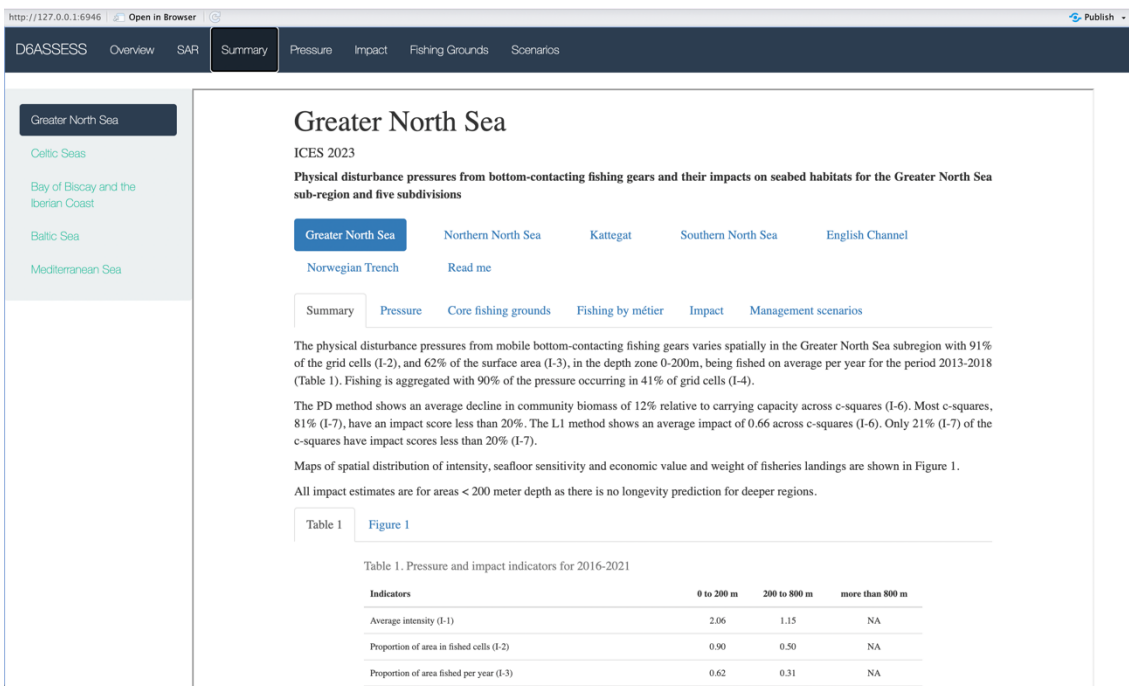 http://127.0.0.1:6946 Open in Browser Publish
D6ASSESS Overview SAR Summary Pressure Impact Fishing Grounds Scenarios
Greater North Sea
Celtic Seas
Bay of Biscay and the
Iberian Coast
Baltic Sea
Mediterranean Sea
Greater North Sea
ICES 2023
Physical disturbance pressures from bottom-contacting fishing gears and their impacts on seabed habitats for the Greater North Sea
sub-region and five subdivisions
Greater North Sea Northern North Sea Kattegat Southern North Sea English Channel
Norwegian Trench Read me
Summary Pressure Core fishing grounds Fishing by métier Impact Management scenarios
The physical disturbance pressures from mobile bottom-contacting fishing gears varies spatially in the Greater North Sea subregion with 91%
of the grid cells (I-2), and 62% of the surface area (I-3), in the depth zone 0-200m, being fished on average per year for the period 2013-2018
(Table 1). Fishing is aggregated with 90% of the pressure occurring in 41% of grid cells (I-4).
The PD method shows an average decline in community biomass of 12% relative to carrying capacity across c-squares (I-6). Most c-squares,
81% (I-7), have an impact score less than 20%. The L1 method shows an average impact of 0.66 across c-squares (I-6). Only 21% (I-7) of the
c-squares have impact scores less than 20% (I-7).
Maps of spatial distribution of intensity, seafloor sensitivity and economic value and weight of fisheries landings are shown in Figure 1.
All impact estimates are for areas < 200 meter depth as there is no longevity prediction for deeper regions.
Table 1 Figure 1
Table 1. Pressure and impact indicators for 2016-2021
Indicators 0 to 200 m 200 to 800 m more than 800 m
Average intensity (I-1) 2.06 1.15 NA
Proportion of area in fished cells (I-2) 0.90 0.50 NA
Proportion of area fished per year (I-3) 0.62 0.31 NA